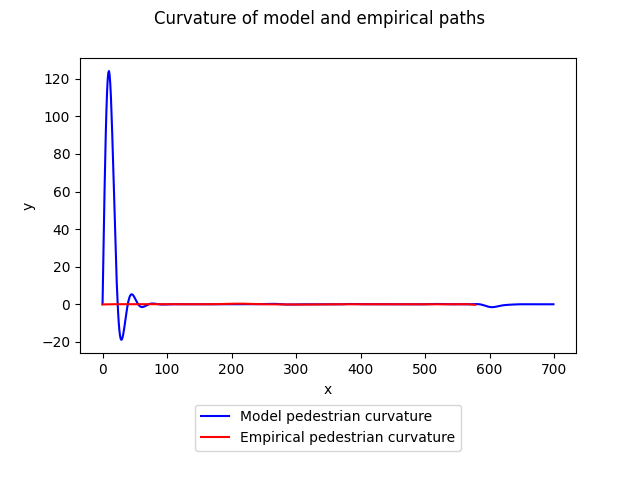 Curvature of model and empirical paths
120
100
80
60
40
20
0
−20
y
0 100 200 300 400 500 600 700
x
Model pedestrian curvature
Empirical pedestrian curvature